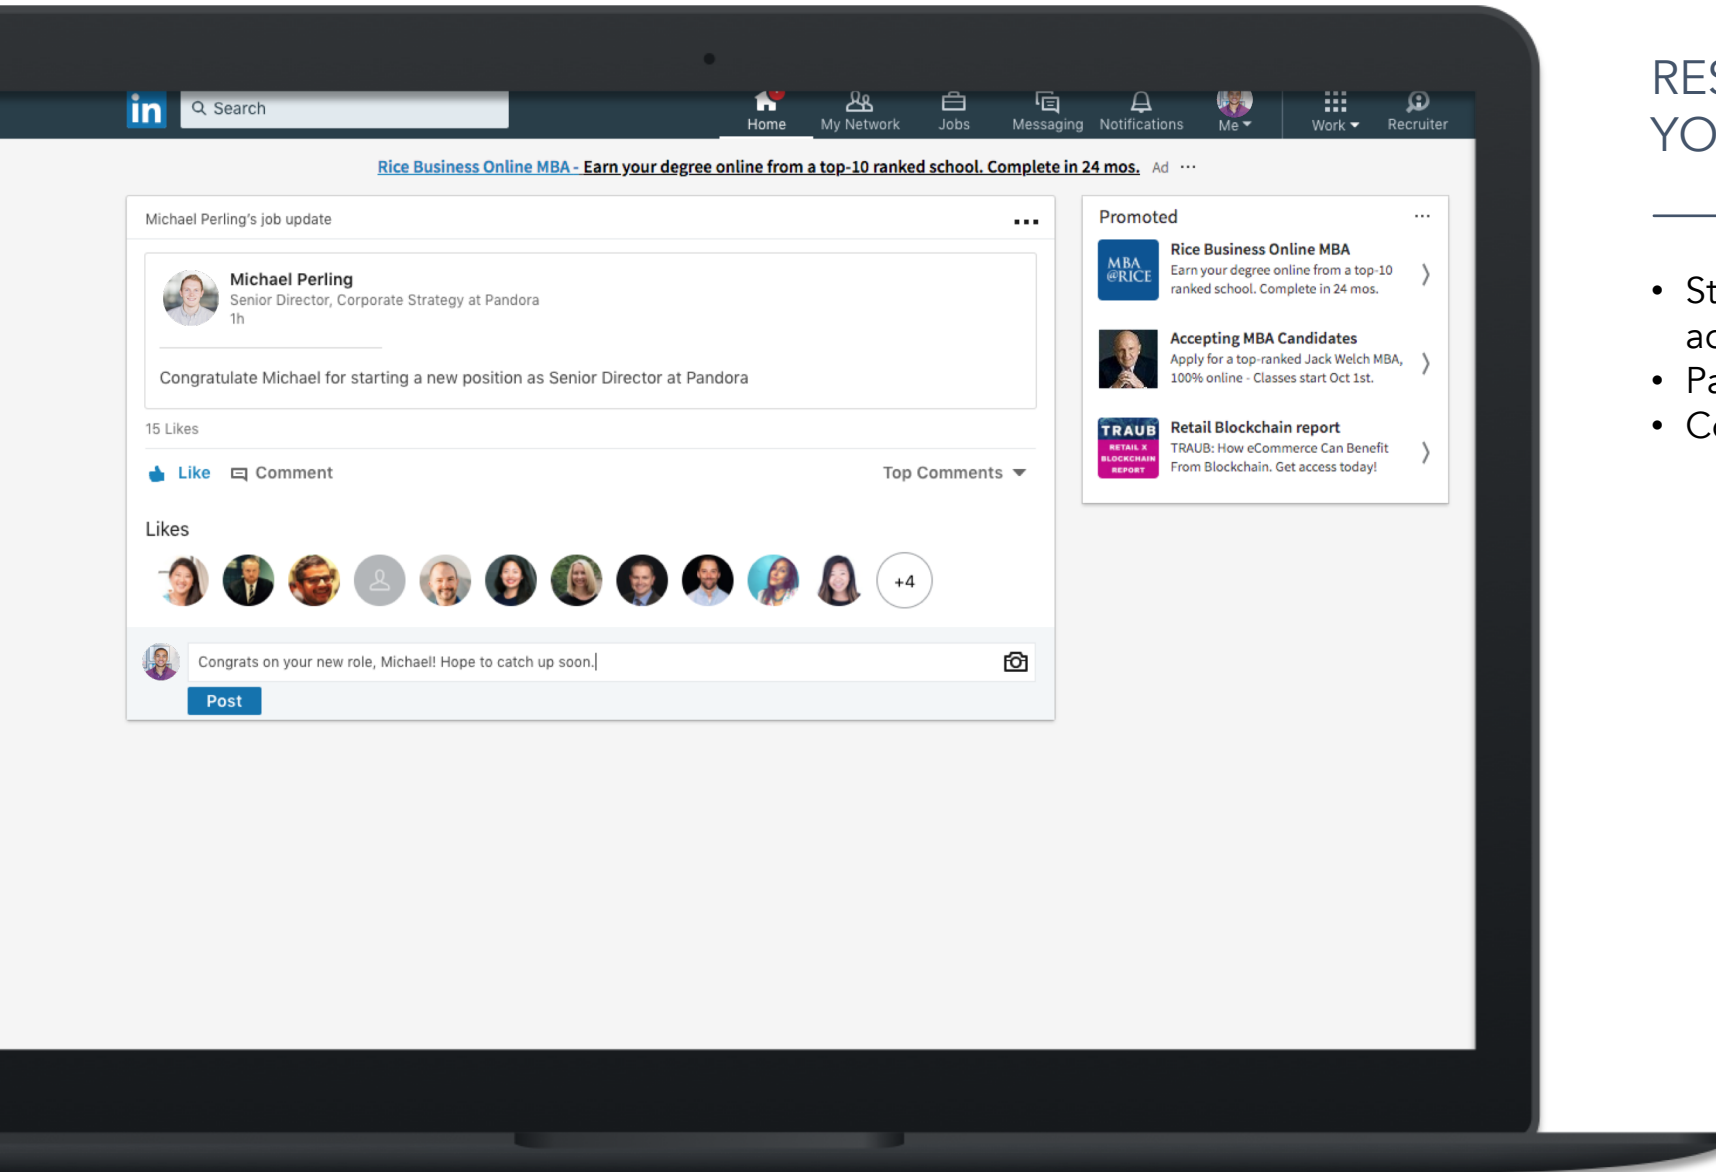 in
Search
Home
My Network
Jobs
Messaging
Notifications
Me
Work
Recruiter
Rice Business Online MBA - Earn your degree online from a top-10 ranked school. Complete in 24 mos. Ad ...
Michael Perling's job update
Michael Perling
Senior Director, Corporate Strategy at Pandora
1h
Congratulate Michael for starting a new position as Senior Director at Pandora
15 Likes
Like
Comment
Top Comments
Likes
+4
Congrats on your new role, Michael! Hope to catch up soon.
Post
Promoted
MBA
@RICE
Rice Business Online MBA
Earn your degree online from a top-10
ranked school. Complete in 24 mos.
Accepting MBA Candidates
Apply for a top-ranked Jack Welch MBA,
100% online - Classes start Oct 1st.
TRAUB
RETAIL X
BLOCKCHAIN
REPORT
Retail Blockchain report
TRAUB: How eCommerce Can Benefit
From Blockchain. Get access today!